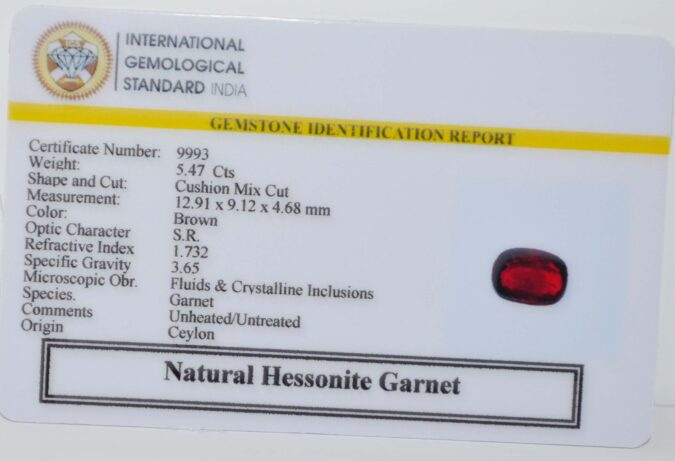 INTERNATIONAL
GEMOLOGICAL
STANDARD INDIA
GEMSTONE IDENTIFICATION REPORT
Certificate Number: 9993
Weight: 5.47 Cts
Shape and Cut: Cushion Mix Cut
Measurement: 12.91 x 9.12 x 4.68 mm
Color: Brown
Optic Character S.R.
Refractive Index 1.732
Specific Gravity 3.65
Microscopic Obr. Fluids & Crystalline Inclusions
Species. Garnet
Comments Unheated/Untreated
Origin Ceylon
Natural Hessonite Garnet